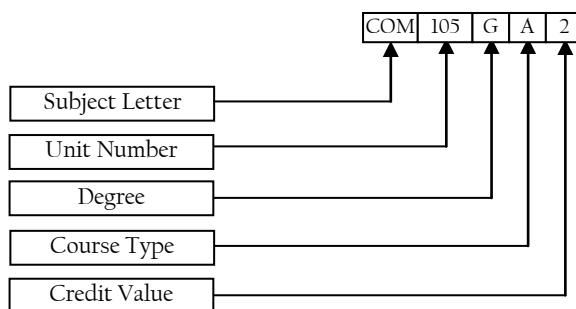 COM 105 G A 2
Subject Letter
Unit Number
Degree
Course Type
Credit Value